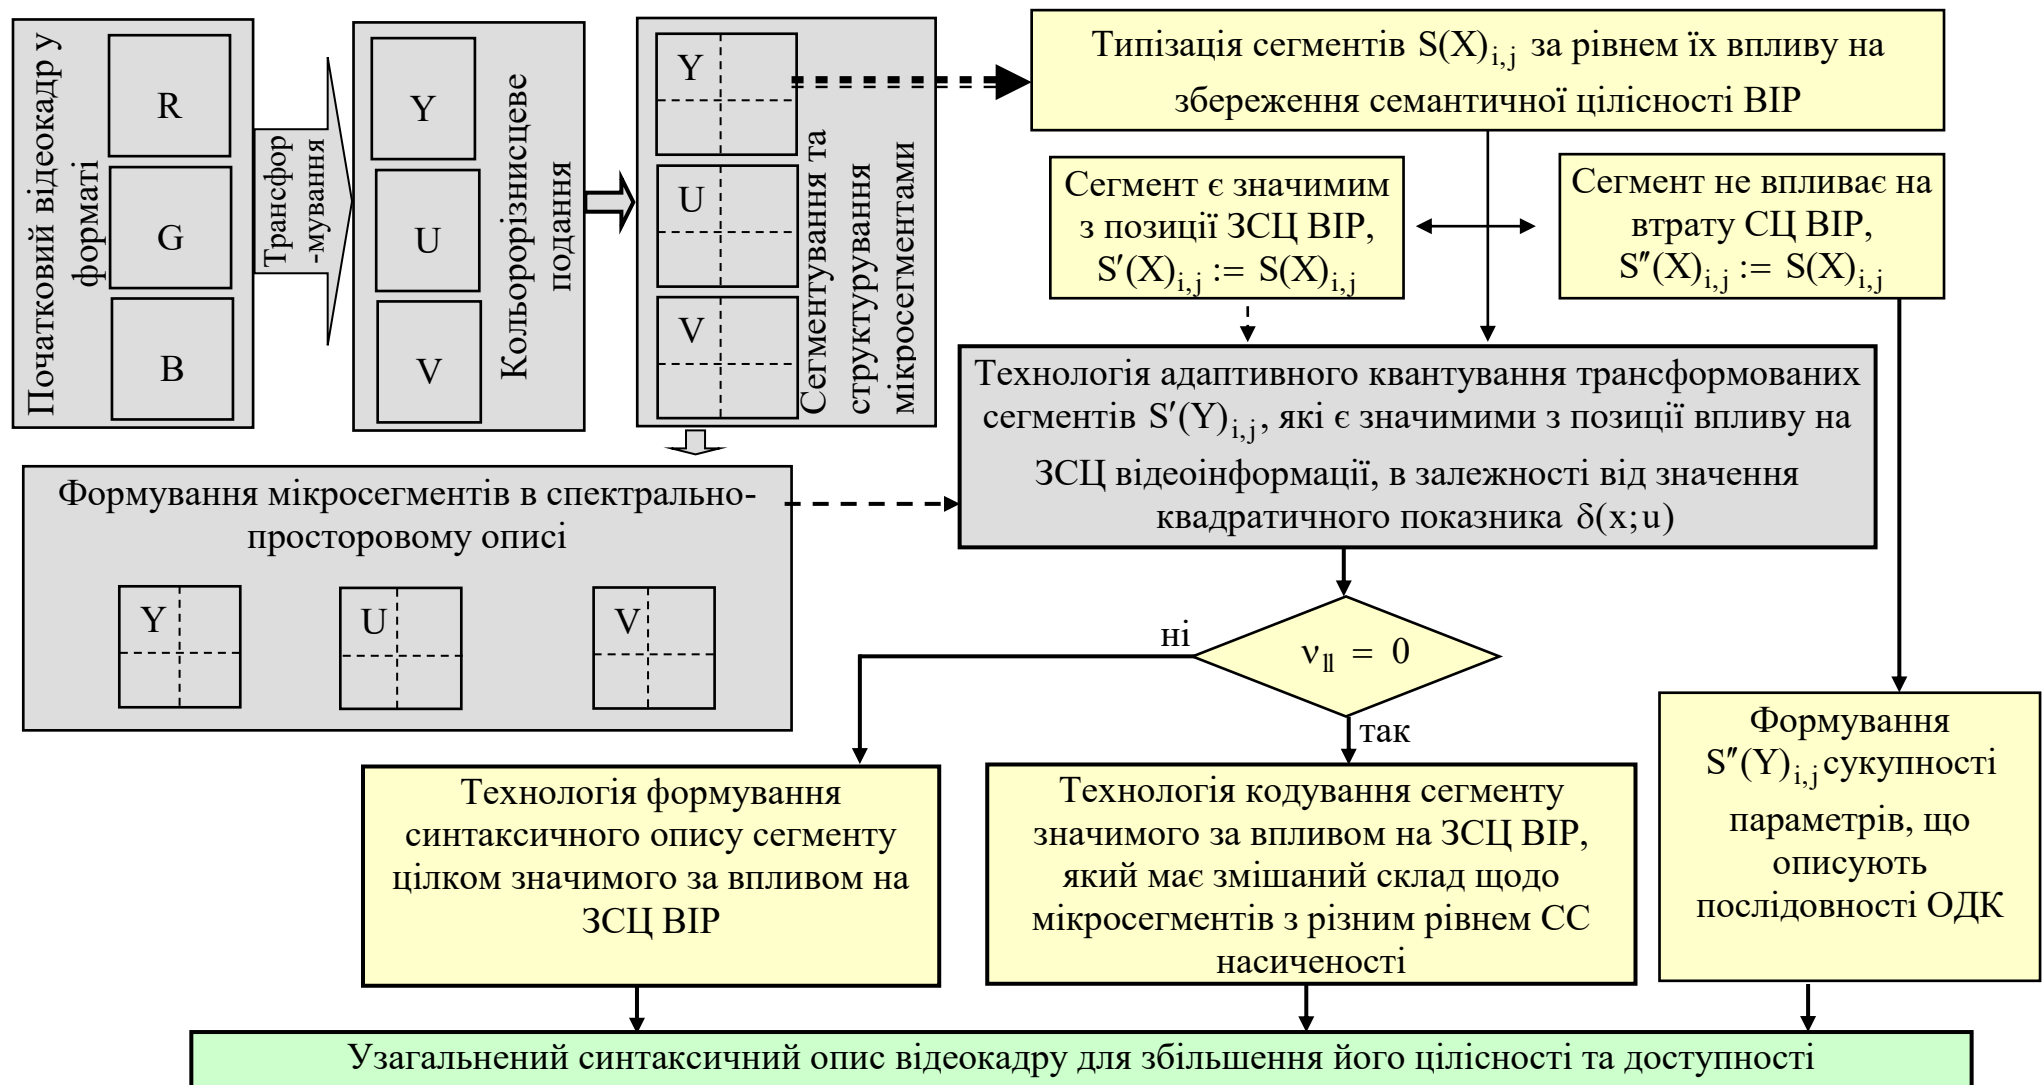 Початковий відеокадр у
форматі
R
G
B
Трансфор
-мування
Y
U
V
Кольорорізнисцеве
подання
Y
U
V
Сегментування та
структурування
мікросегментами
Типізація сегментів S(X)i,j за рівнем їх впливу на
збереження семантичної цілісності ВІР
Сегмент є значимим
з позиції ЗСЦ ВІР,
S′(X)i,j := S(X)i,j
Сегмент не впливає на
втрату СЦ ВІР,
S″(X)i,j := S(X)i,j
Технологія адаптивного квантування трансформованих
сегментів S′(Y)i,j, які є значимими з позиції впливу на
ЗСЦ відеоінформації, в залежності від значення
квадратичного показника δ(x;u)
Формування мікросегментів в спектрально-
просторовому описі
Y
U
V
ні
νll = 0
так
Технологія формування
синтаксичного опису сегменту
цілком значимого за впливом на
ЗСЦ ВІР
Технологія кодування сегменту
значимого за впливом на ЗСЦ ВІР,
який має змішаний склад щодо
мікросегментів з різним рівнем СС
насиченості
Формування
S″(Y)i,j сукупності
параметрів, що
описують
послідовності ОДК
Узагальнений синтаксичний опис відеокадру для збільшення його цілісності та доступності